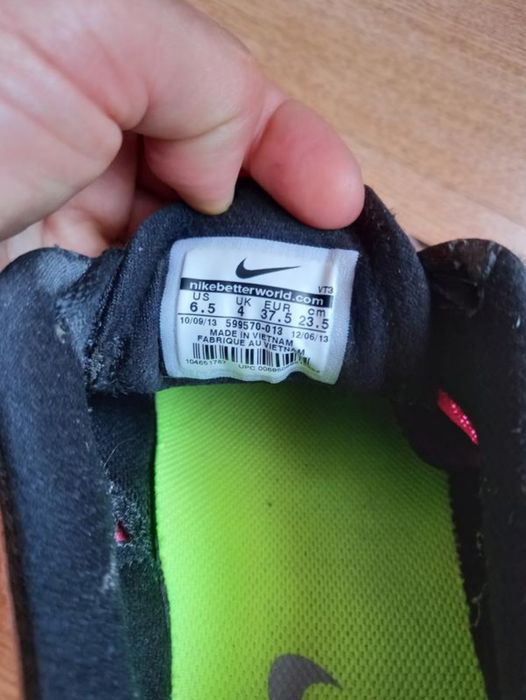 nikebetterworld.com VT3
US UK EUR cm
6.5 4 37.5 23.5
10/09/13 599570-013 12/06/13
MADE IN VIETNAM
FABRIQUE AU VIETNAM
UPC